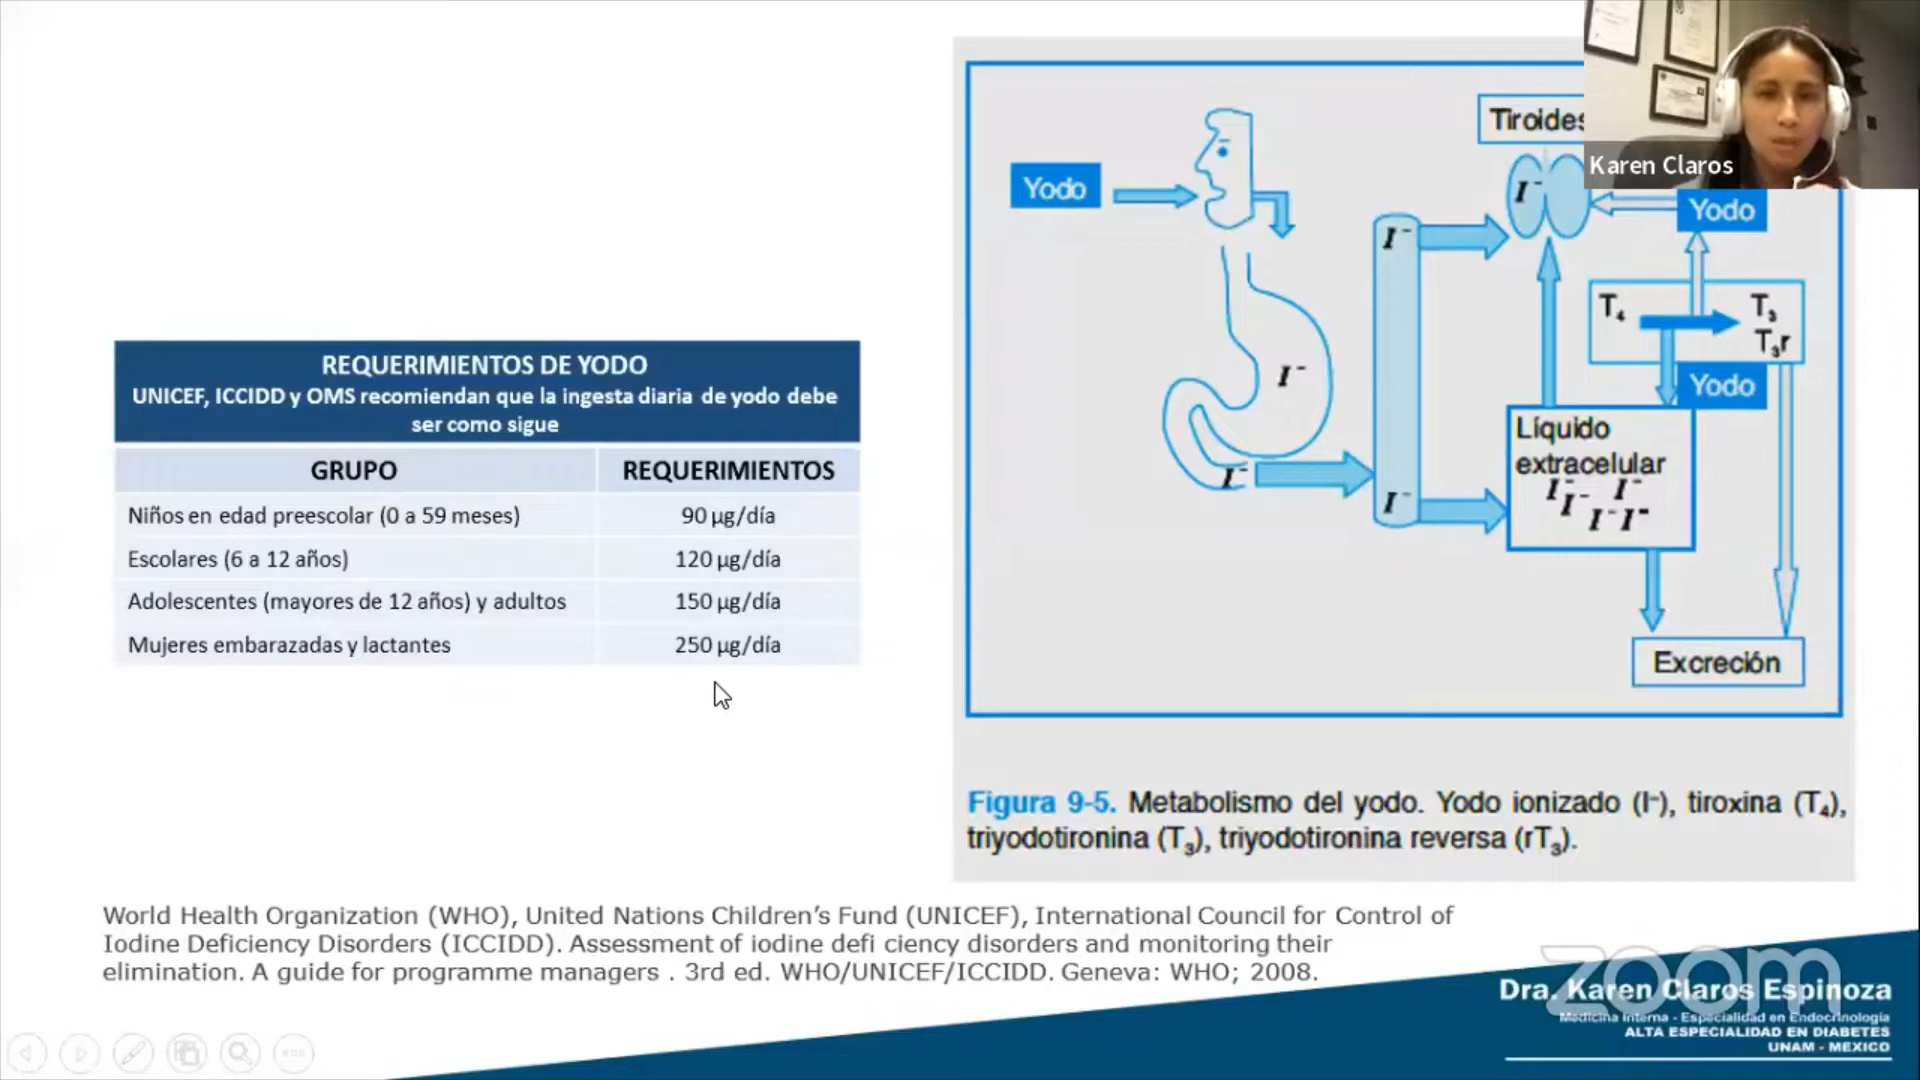 REQUERIMIENTOS DE YODO
UNICEF, ICCIDD y OMS recomiendan que la ingesta diaria de yodo debe
ser como sigue
GRUPO REQUERIMIENTOS
Niños en edad preescolar (0 a 59 meses) 90 µg/día
Escolares (6 a 12 años) 120 µg/día
Adolescentes (mayores de 12 años) y adultos 150 µg/día
Mujeres embarazadas y lactantes 250 µg/día
Tiroides
Karen Claros
Yodo
I⁻
Yodo
I⁻
T₄ T₃
T₃r
I⁻
Yodo
Líquido
extracelular
I⁻ I⁻ I⁻
I⁻ I⁻
I⁻
I⁻
Excreción
Figura 9-5. Metabolismo del yodo. Yodo ionizado (I⁻), tiroxina (T₄),
triyodotironina (T₃), triyodotironina reversa (rT₃).
World Health Organization (WHO), United Nations Children's Fund (UNICEF), International Council for Control of
Iodine Deficiency Disorders (ICCIDD). Assessment of iodine defi ciency disorders and monitoring their
elimination. A guide for programme managers . 3rd ed. WHO/UNICEF/ICCIDD. Geneva: WHO; 2008.
zoom
Dra. Karen Claros Espinoza
Medicina Interna - Especialidad en Endocrinología
ALTA ESPECIALIDAD EN DIABETES
UNAM - MEXICO